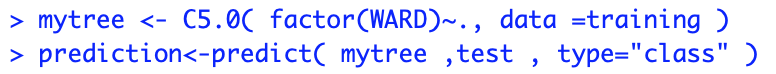 > mytree <- C5.0( factor(WARD)~., data =training )
> prediction<-predict( mytree ,test , type="class" )